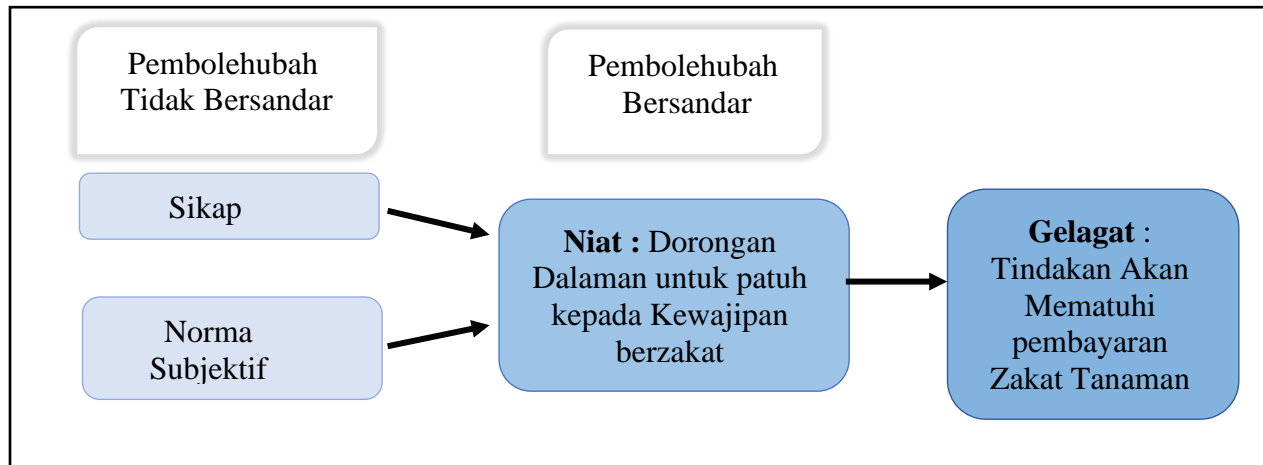 Pembolehubah
Tidak Bersandar
Pembolehubah
Bersandar
Sikap
Norma
Subjektif
Niat : Dorongan
Dalaman untuk patuh
kepada Kewajipan
berzakat
Gelagat :
Tindakan Akan
Mematuhi
pembayaran
Zakat Tanaman